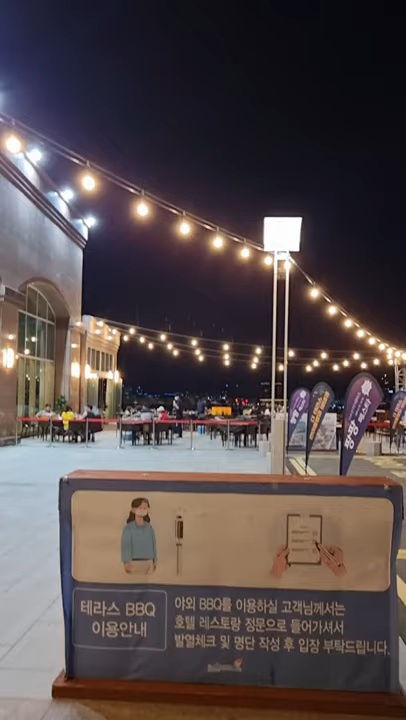 테라스 BBQ
이용안내
야외 BBQ를 이용하실 고객님께서는
호텔 레스토랑 정문으로 들어가셔서
발열체크 및 명단 작성 후 입장 부탁드립니다.